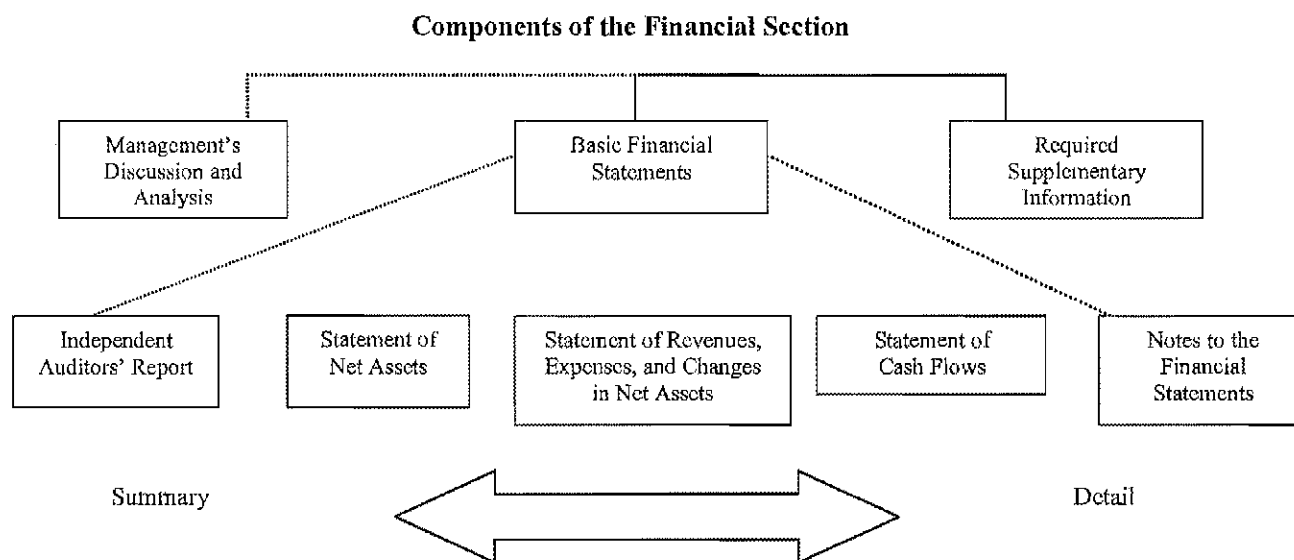 Components of the Financial Section
Management's
Discussion and
Analysis
Basic Financial
Statements
Required
Supplementary
Information
Independent
Auditors' Report
Statement of
Net Assets
Statement of Revenues,
Expenses, and Changes
in Net Assets
Statement of
Cash Flows
Notes to the
Financial
Statements
Summary
Detail